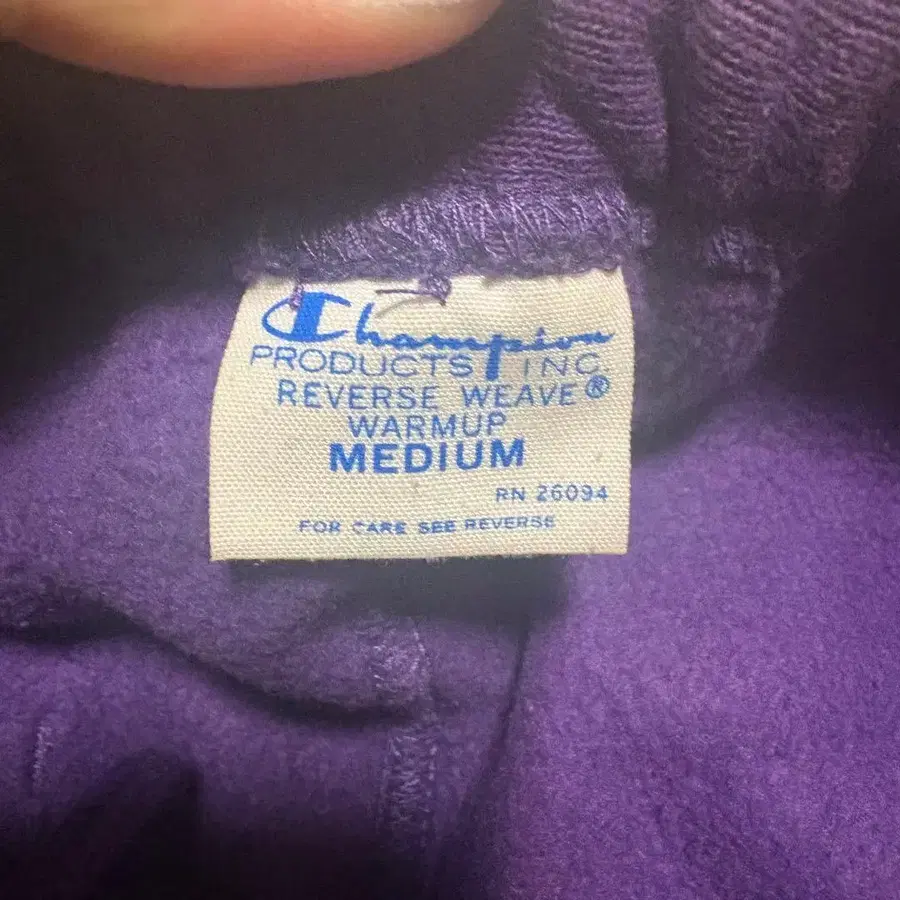 Champion
PRODUCTS INC.
REVERSE WEAVE®
WARMUP
MEDIUM
RN 26094
FOR CARE SEE REVERSE